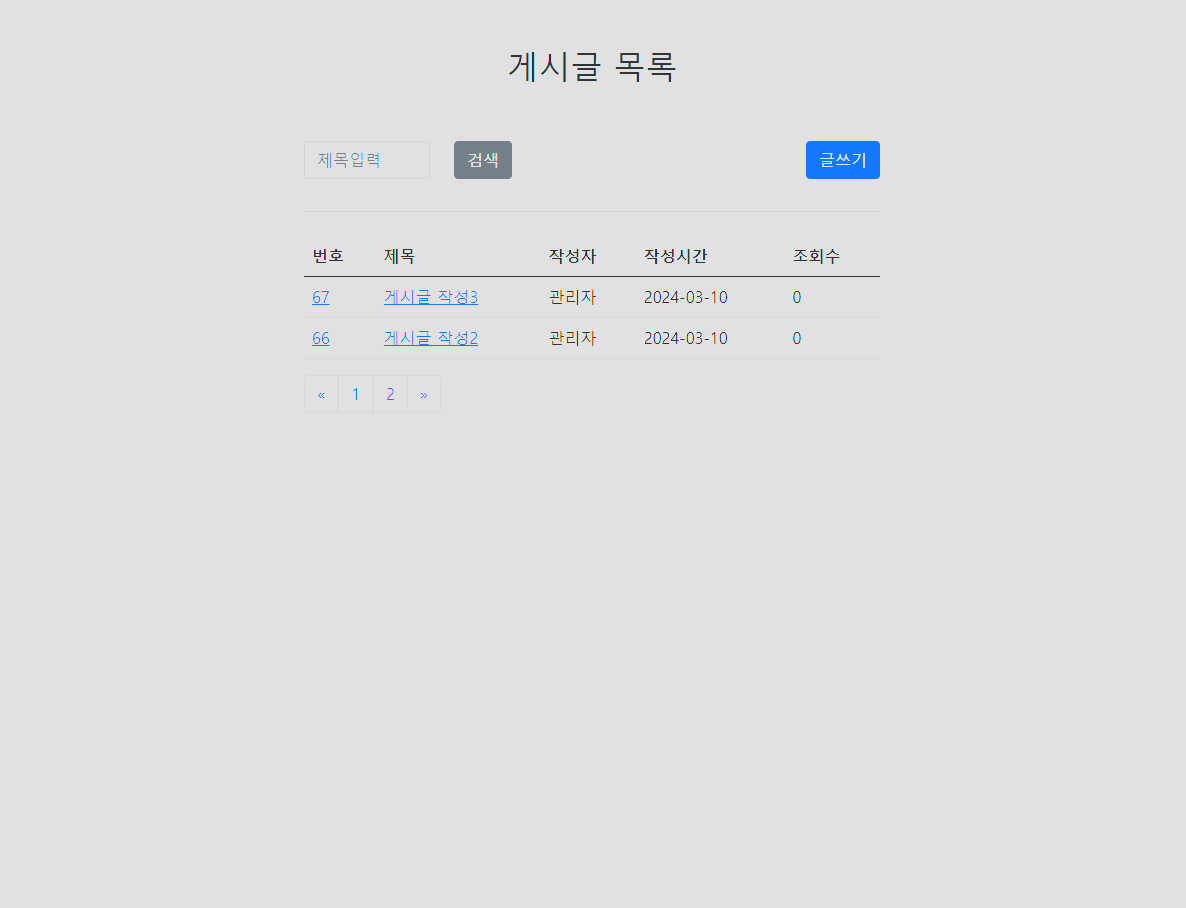 게시글 목록
제목입력 검색 글쓰기
번호 제목 작성자 작성시간 조회수
67 게시글 작성3 관리자 2024-03-10 0
66 게시글 작성2 관리자 2024-03-10 0
« 1 2 »